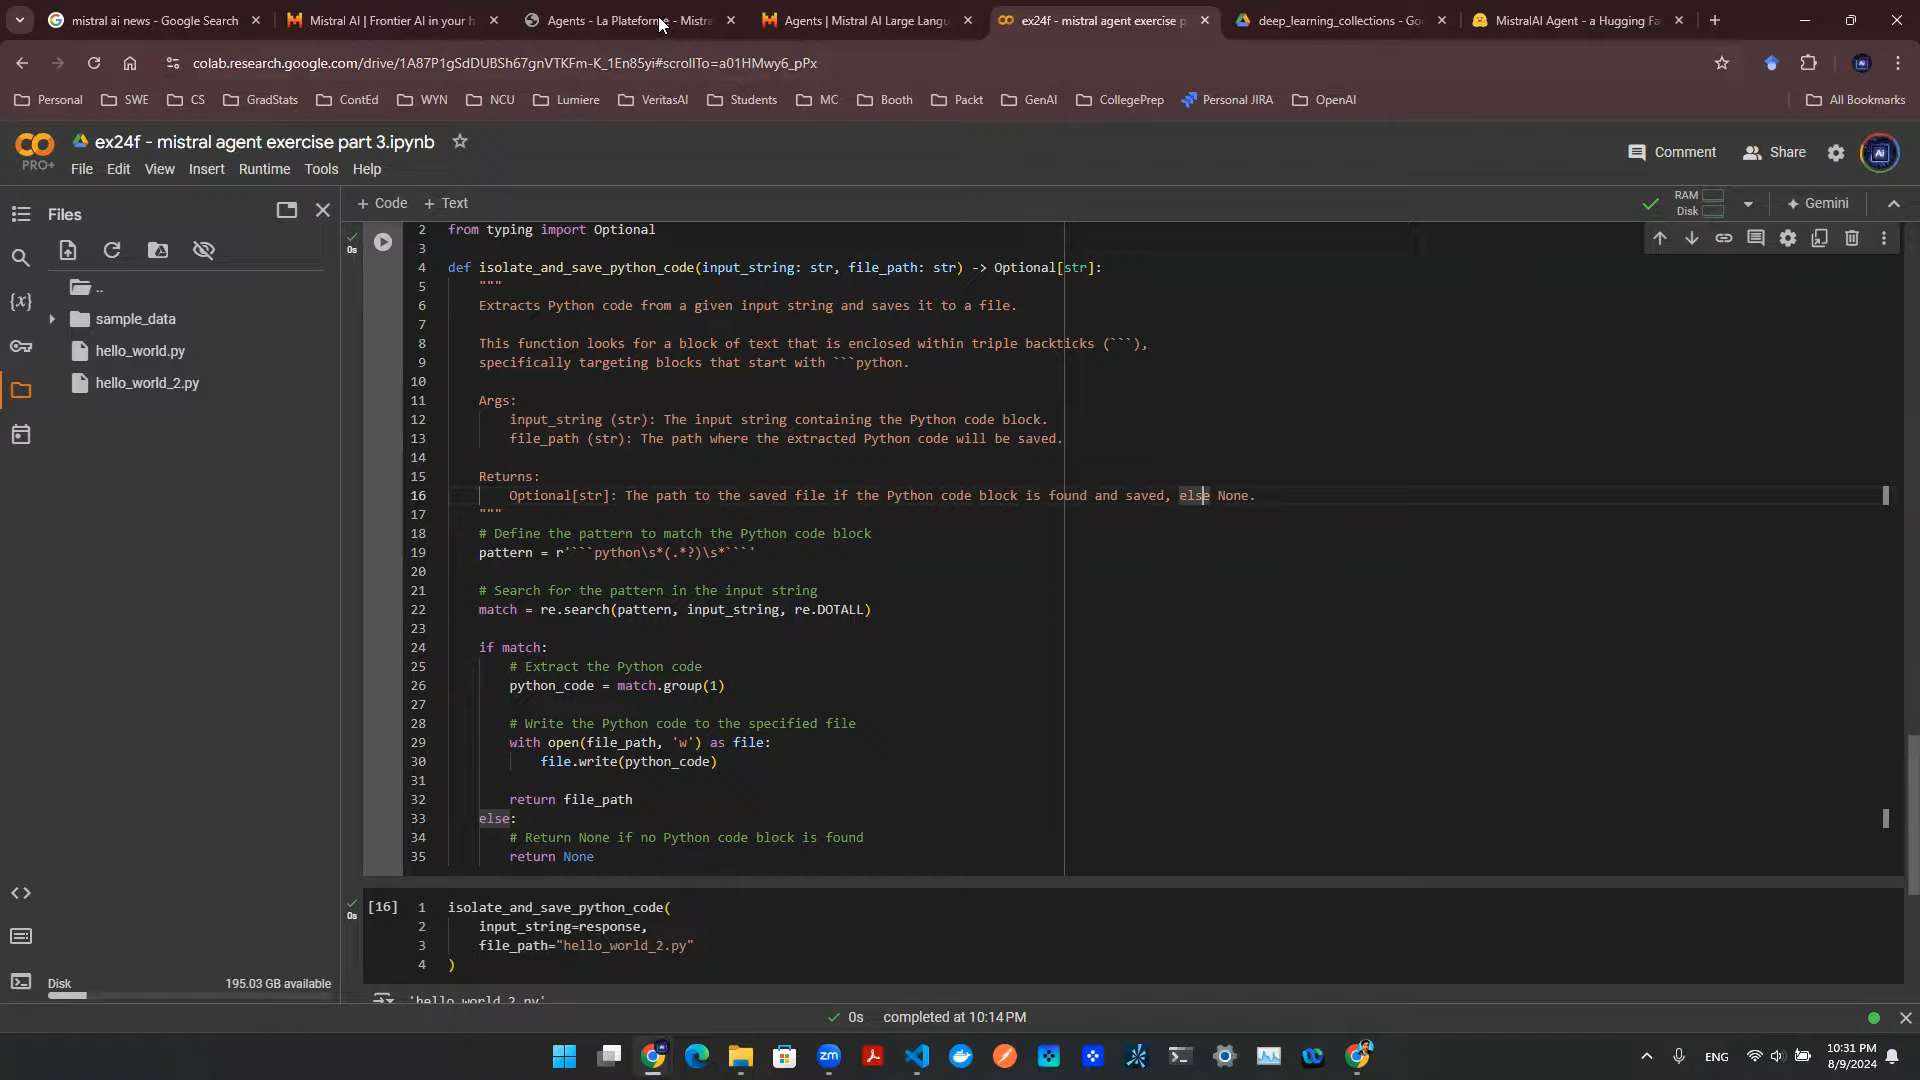 mistral ai news - Google Search
Mistral AI | Frontier AI in your h
Agents - La Plateforme - Mistra
Agents | Mistral AI Large Langu
ex24f - mistral agent exercise p
deep_learning_collections - Go
MistralAI Agent - a Hugging Fa
colab.research.google.com/drive/1A87P1gSdDUBSh67gnVTKFm-K_1En85yi#scrollTo=a01HMwy6_pPx
Personal
SWE
CS
GradStats
ContEd
WYN
NCU
Lumiere
VeritasAI
Students
MC
Booth
Packt
GenAI
CollegePrep
Personal JIRA
OpenAI
All Bookmarks
PRO+
ex24f - mistral agent exercise part 3.ipynb
File Edit View Insert Runtime Tools Help
Comment
Share
Ai
Files
+ Code + Text
RAM
Disk
Gemini
..
sample_data
hello_world.py
hello_world_2.py
Disk
195.03 GB available
0s
2 from typing import Optional
3
4 def isolate_and_save_python_code(input_string: str, file_path: str) -> Optional[str]:
5 """
6 Extracts Python code from a given input string and saves it to a file.
7
8 This function looks for a block of text that is enclosed within triple backticks (```),
9 specifically targeting blocks that start with ```python.
10
11 Args:
12 input_string (str): The input string containing the Python code block.
13 file_path (str): The path where the extracted Python code will be saved.
14
15 Returns:
16 Optional[str]: The path to the saved file if the Python code block is found and saved, else None.
17 """
18 # Define the pattern to match the Python code block
19 pattern = r'```python\s*(.*?)\s*```'
20
21 # Search for the pattern in the input string
22 match = re.search(pattern, input_string, re.DOTALL)
23
24 if match:
25 # Extract the Python code
26 python_code = match.group(1)
27
28 # Write the Python code to the specified file
29 with open(file_path, 'w') as file:
30 file.write(python_code)
31
32 return file_path
33 else:
34 # Return None if no Python code block is found
35 return None
0s
[16] 1 isolate_and_save_python_code(
2 input_string=response,
3 file_path="hello_world_2.py"
4 )
'hello_world_2.py'
0s completed at 10:14 PM
zm
ENG
10:31 PM
8/9/2024